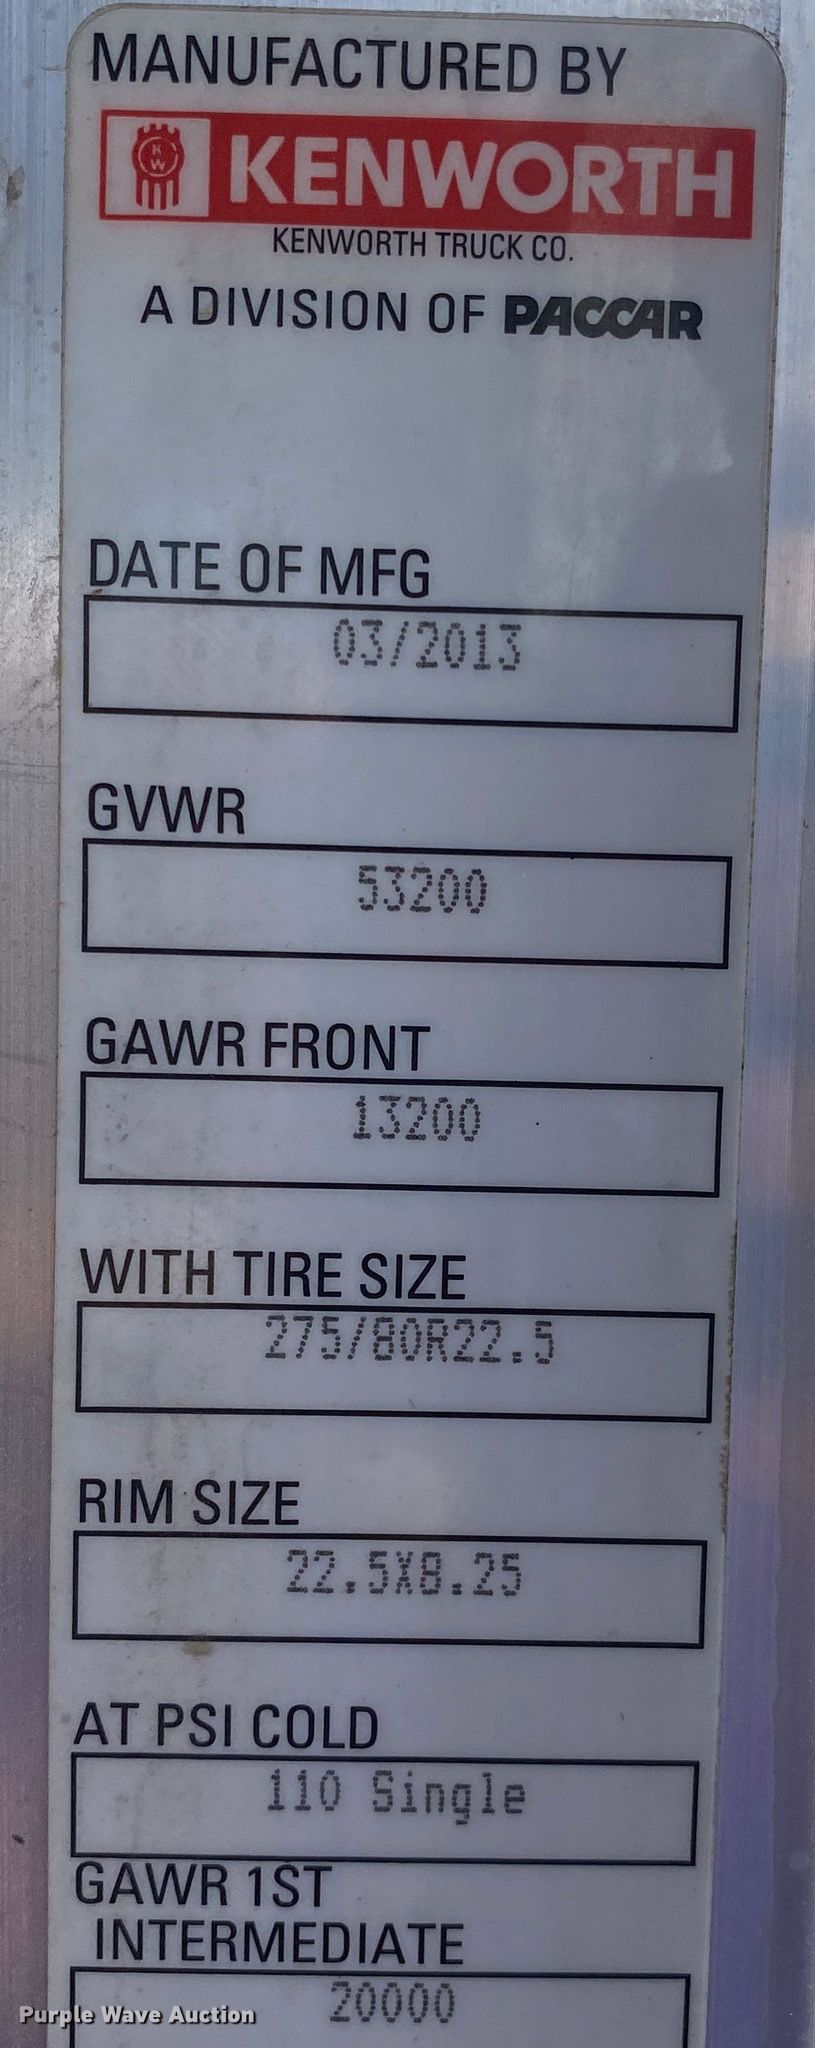 MANUFACTURED BY
KW KENWORTH
KENWORTH TRUCK CO.
A DIVISION OF PACCAR
DATE OF MFG
03/2013
GVWR
53200
GAWR FRONT
13200
WITH TIRE SIZE
275/80R22.5
RIM SIZE
22.5X8.25
AT PSI COLD
110 Single
GAWR 1ST
INTERMEDIATE
20000
Purple Wave Auction